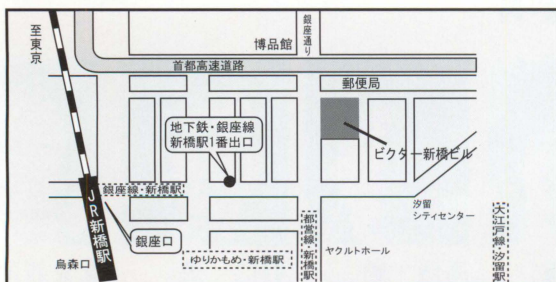 至東京
博品館
銀座通り
首都高速道路
郵便局
地下鉄・銀座線
新橋駅1番出口
ビクター新橋ビル
銀座線・新橋駅
JR新橋駅
銀座口
烏森口
ゆりかもめ・新橋駅
都営線・新橋駅
ヤクルトホール
汐留
シティセンター
大江戸線・汐留駅